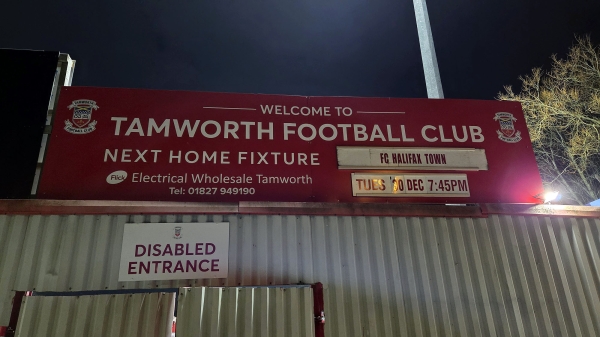 WELCOME TO
TAMWORTH FOOTBALL CLUB
NEXT HOME FIXTURE
FC HALIFAX TOWN
Flick Electrical Wholesale Tamworth
TUES DEC 7:45PM
Tel: 01827 949190
DISABLED
ENTRANCE